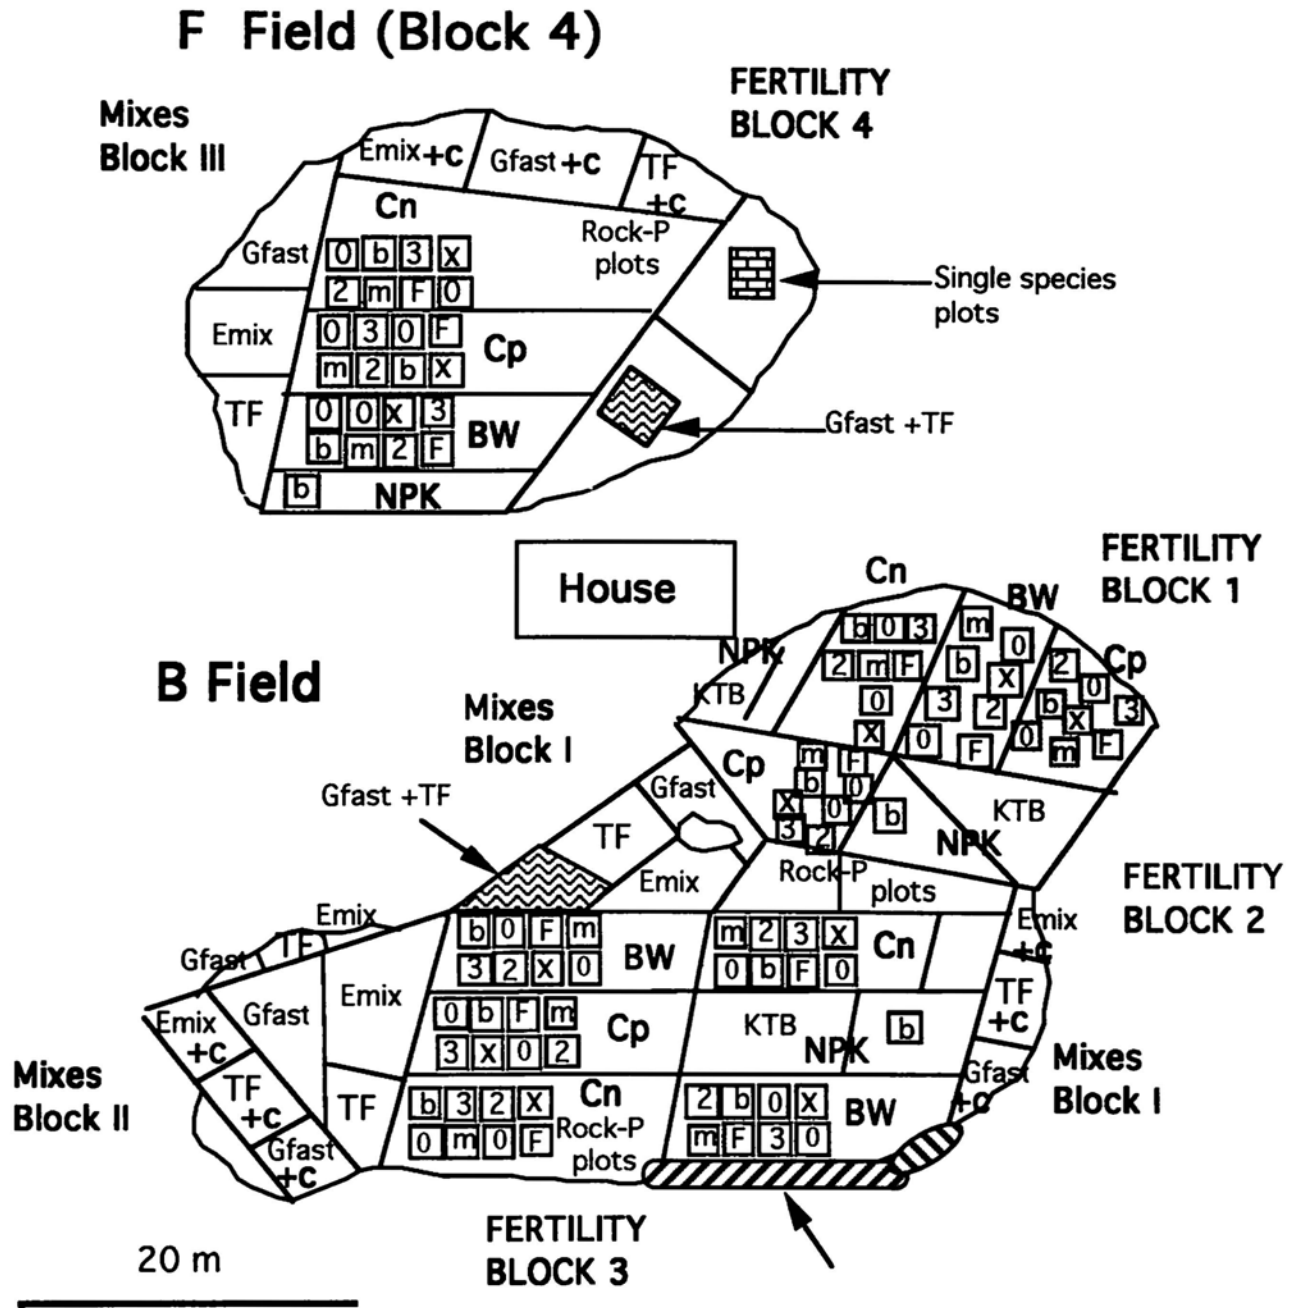 F Field (Block 4)
FERTILITY
BLOCK 4
Mixes
Block III
Emix +C
Gfast +C
TF
+C
Cn
Rock-P
plots
Gfast
0 b 3 X
2 m F 0
Single species
plots
Emix
0 3 0 F
m 2 b X
Cp
TF
0 0 X 3
b m 2 F
BW
Gfast +TF
b
NPK
House
FERTILITY
BLOCK 1
Cn
BW
Cp
B Field
NPK
KTB
b 0 3
2 m F
0
X
m
0
b
X
3
2
0
F
2
0
b
X
3
0
m
F
Mixes
Block I
Cp
m
F
b
0
X
0
3
2
b
KTB
NPK
Gfast +TF
Gfast
TF
Emix
Rock-P
plots
FERTILITY
BLOCK 2
Emix
TF
Gfast
Emix
+C
b 0 F m
3 2 X 0
BW
m 2 3 X
0 b F 0
Cn
Gfast
Emix
TF
+C
Emix
+C
0 b F m
3 X 0 2
Cp
KTB
NPK
b
Mixes
Block II
TF
+C
TF
Gfast
+C
b 3 2 X
0 m 0 F
Cn
Rock-P
plots
2 b 0 X
m F 3 0
BW
Gfast
+C
Mixes
Block I
FERTILITY
BLOCK 3
20 m